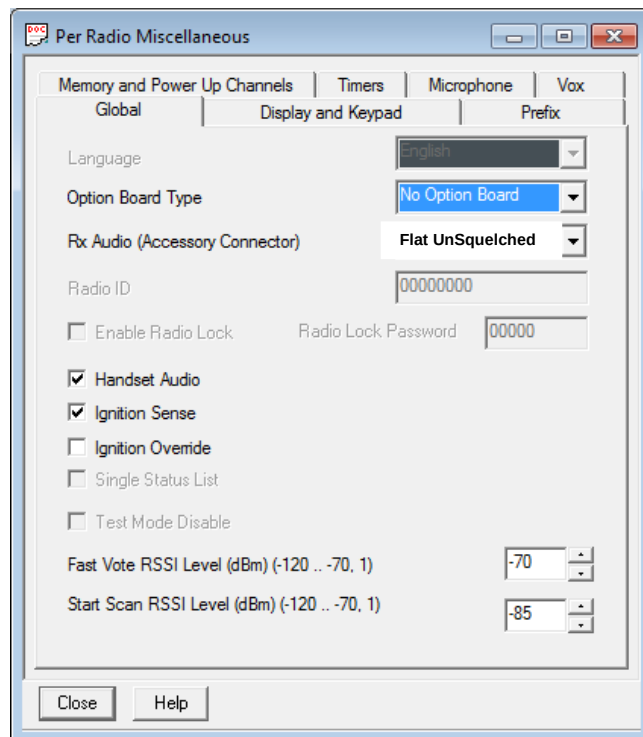 DOC
Per Radio Miscellaneous
Memory and Power Up Channels Timers Microphone Vox
Global Display and Keypad Prefix
Language English
Option Board Type No Option Board
Rx Audio (Accessory Connector) Flat UnSquelched
Radio ID 00000000
Enable Radio Lock Radio Lock Password 00000
Handset Audio
Ignition Sense
Ignition Override
Single Status List
Test Mode Disable
Fast Vote RSSI Level (dBm) (-120 .. -70, 1) -70
Start Scan RSSI Level (dBm) (-120 .. -70, 1) -85
Close Help